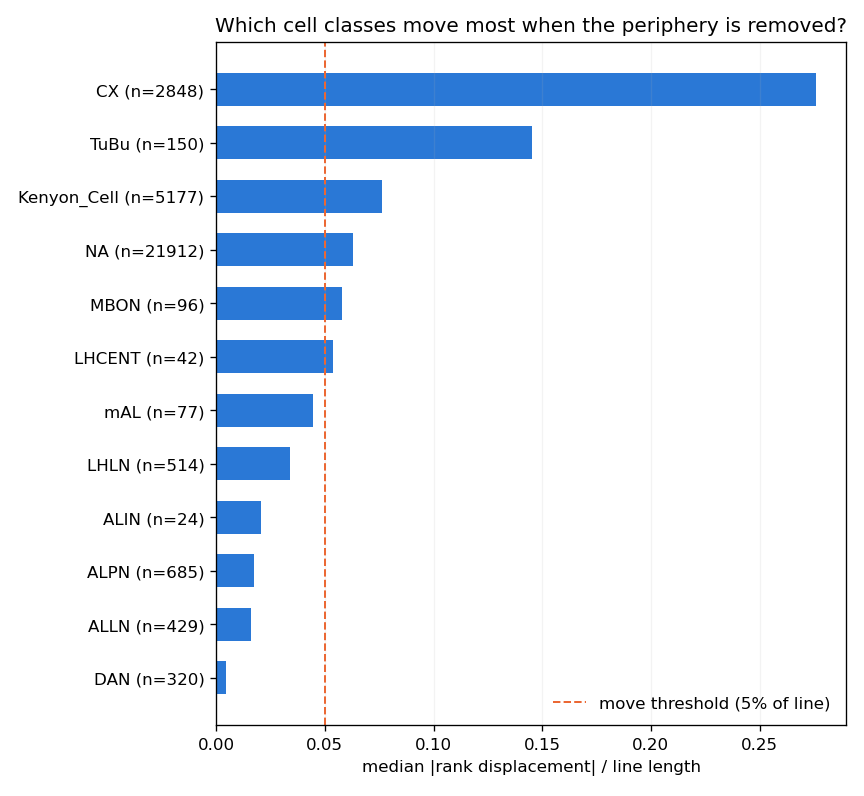 Which cell classes move most when the periphery is removed?
CX (n=2848)
TuBu (n=150)
Kenyon_Cell (n=5177)
NA (n=21912)
MBON (n=96)
LHCENT (n=42)
mAL (n=77)
LHLN (n=514)
ALIN (n=24)
ALPN (n=685)
ALLN (n=429)
DAN (n=320)
move threshold (5% of line)
0.00 0.05 0.10 0.15 0.20 0.25
median |rank displacement| / line length